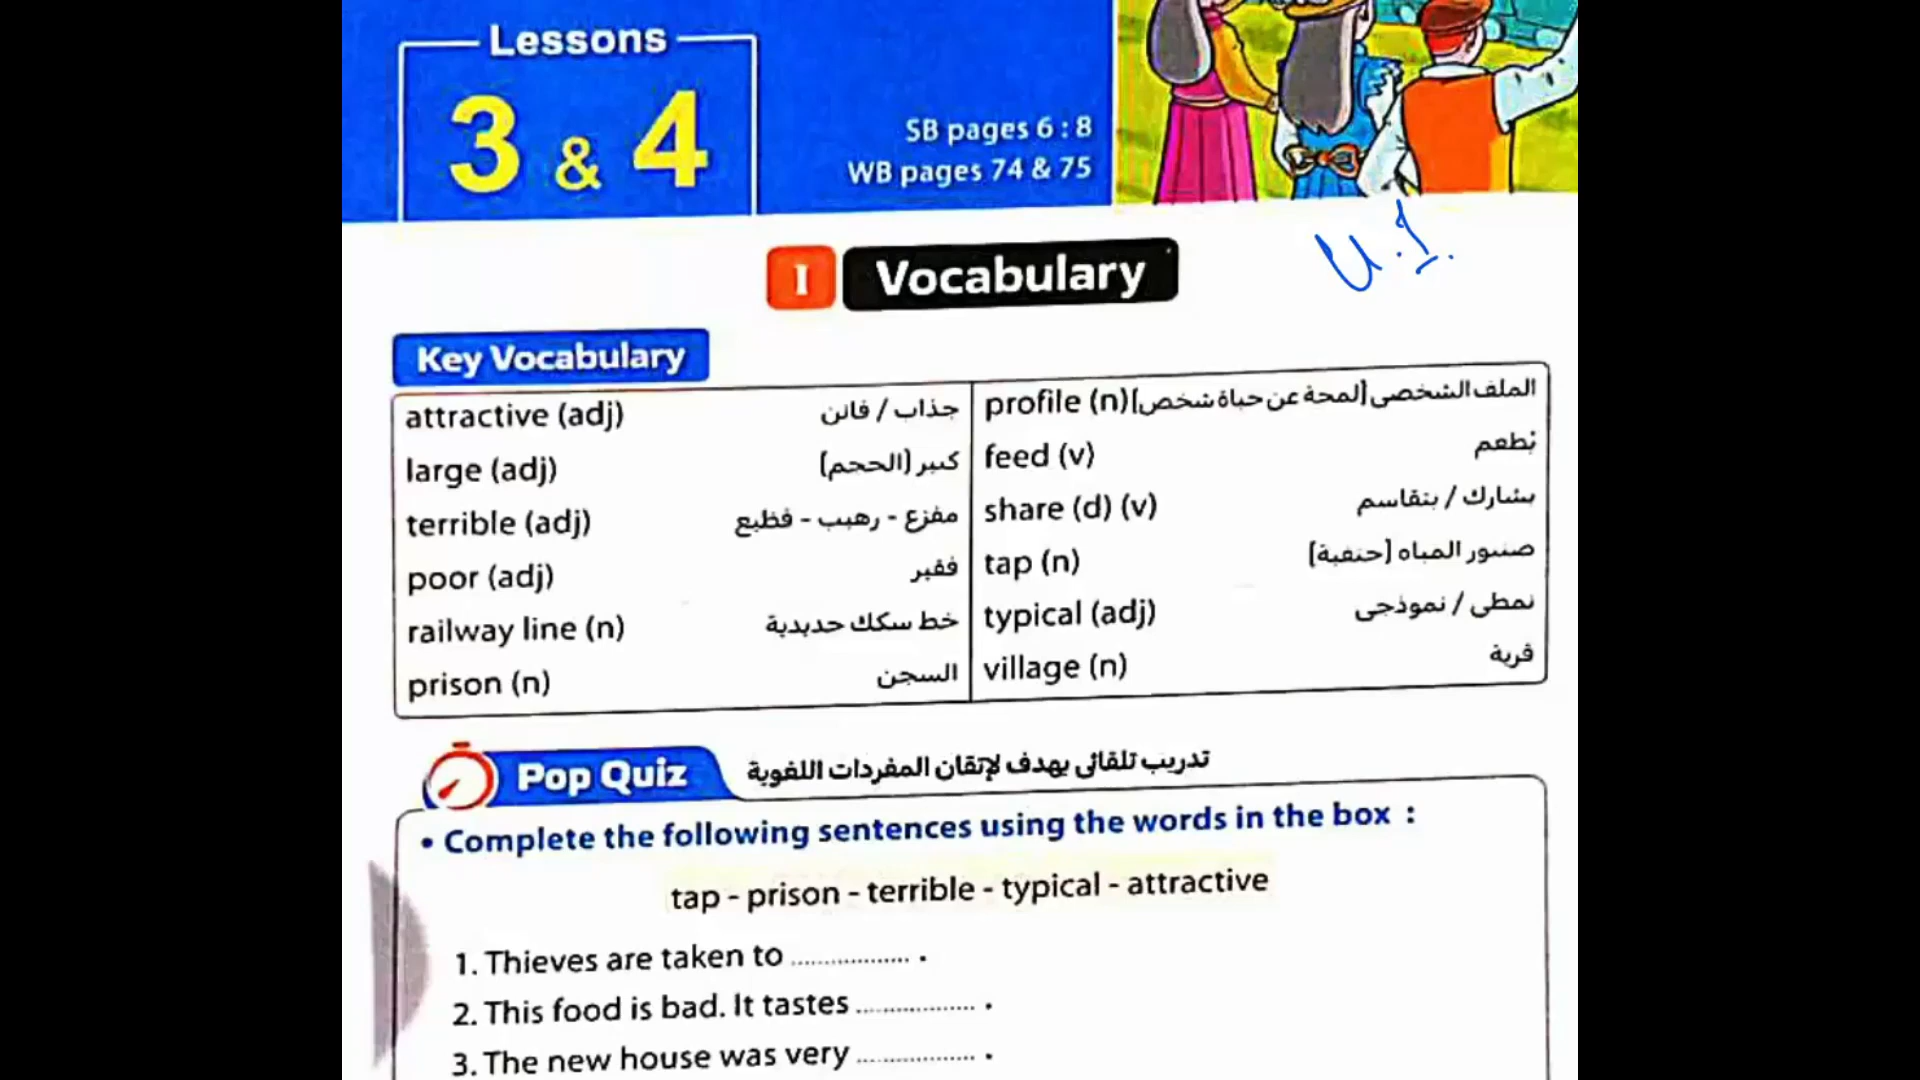 Lessons
3 & 4
SB pages 6 : 8
WB pages 74 & 75
U.1.
I Vocabulary
Key Vocabulary
attractive (adj) جذاب / فاتن
large (adj) كبير [الحجم]
terrible (adj) مفزع - رهيب - فظيع
poor (adj) فقير
railway line (n) خط سكك حديدية
prison (n) السجن
profile (n) الملف الشخصى [لمحة عن حياة شخص]
feed (v) يُطعم
share (d) (v) يشارك / يتقاسم
tap (n) صنبور المياه [حنفية]
typical (adj) نمطى / نموذجى
village (n) قرية
Pop Quiz تدريب تلقائى يهدف لإتقان المفردات اللغوية
• Complete the following sentences using the words in the box :
tap - prison - terrible - typical - attractive
1. Thieves are taken to .................. .
2. This food is bad. It tastes .................. .
3. The new house was very .................. .